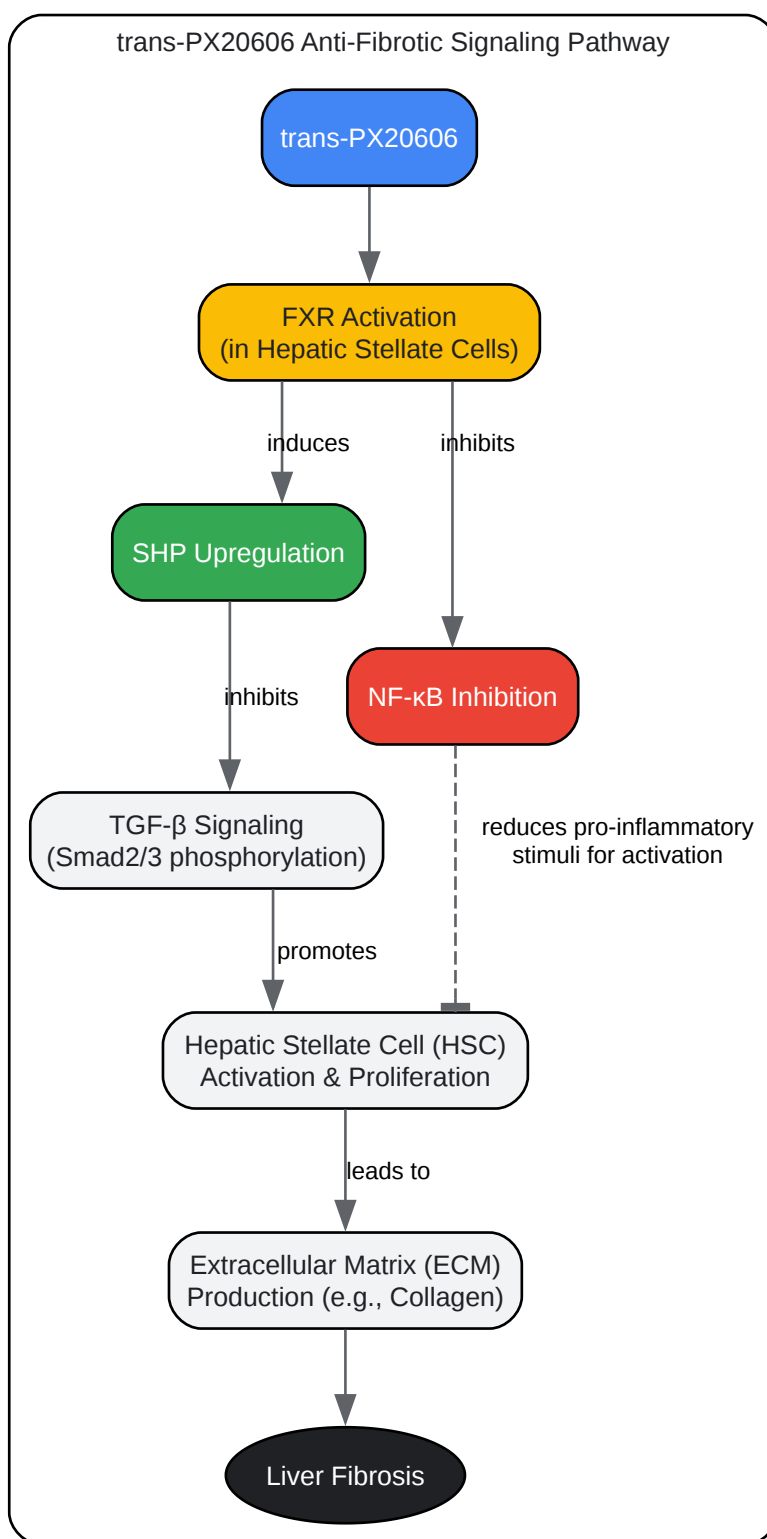 trans-PX20606 Anti-Fibrotic Signaling Pathway
trans-PX20606
FXR Activation
(in Hepatic Stellate Cells)
induces
inhibits
SHP Upregulation
NF-κB Inhibition
inhibits
TGF-β Signaling
(Smad2/3 phosphorylation)
reduces pro-inflammatory
stimuli for activation
promotes
Hepatic Stellate Cell (HSC)
Activation & Proliferation
leads to
Extracellular Matrix (ECM)
Production (e.g., Collagen)
Liver Fibrosis